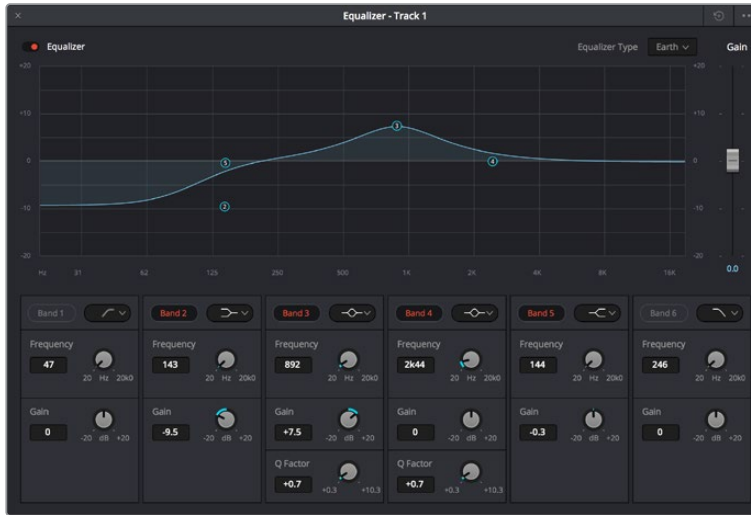 Equalizer - Track 1
Equalizer
Equalizer Type Earth Gain
+20 +20
+10 +10
3
0 5 4 0
-10 2 -10
-20 -20
Hz 31 62 125 250 500 1K 2K 4K 8K 16K 0.0
Band 1 Band 2 Band 3 Band 4 Band 5 Band 6
Frequency Frequency Frequency Frequency Frequency Frequency
47 143 892 2k44 144 246
20 Hz 20k0 20 Hz 20k0 20 Hz 20k0 20 Hz 20k0 20 Hz 20k0 20 Hz 20k0
Gain Gain Gain Gain Gain Gain
0 -9.5 +7.5 0 -0.3 0
-20 dB +20 -20 dB +20 -20 dB +20 -20 dB +20 -20 dB +20 -20 dB +20
Q Factor Q Factor
+0.7 +0.7
+0.3 +10.3 +0.3 +10.3